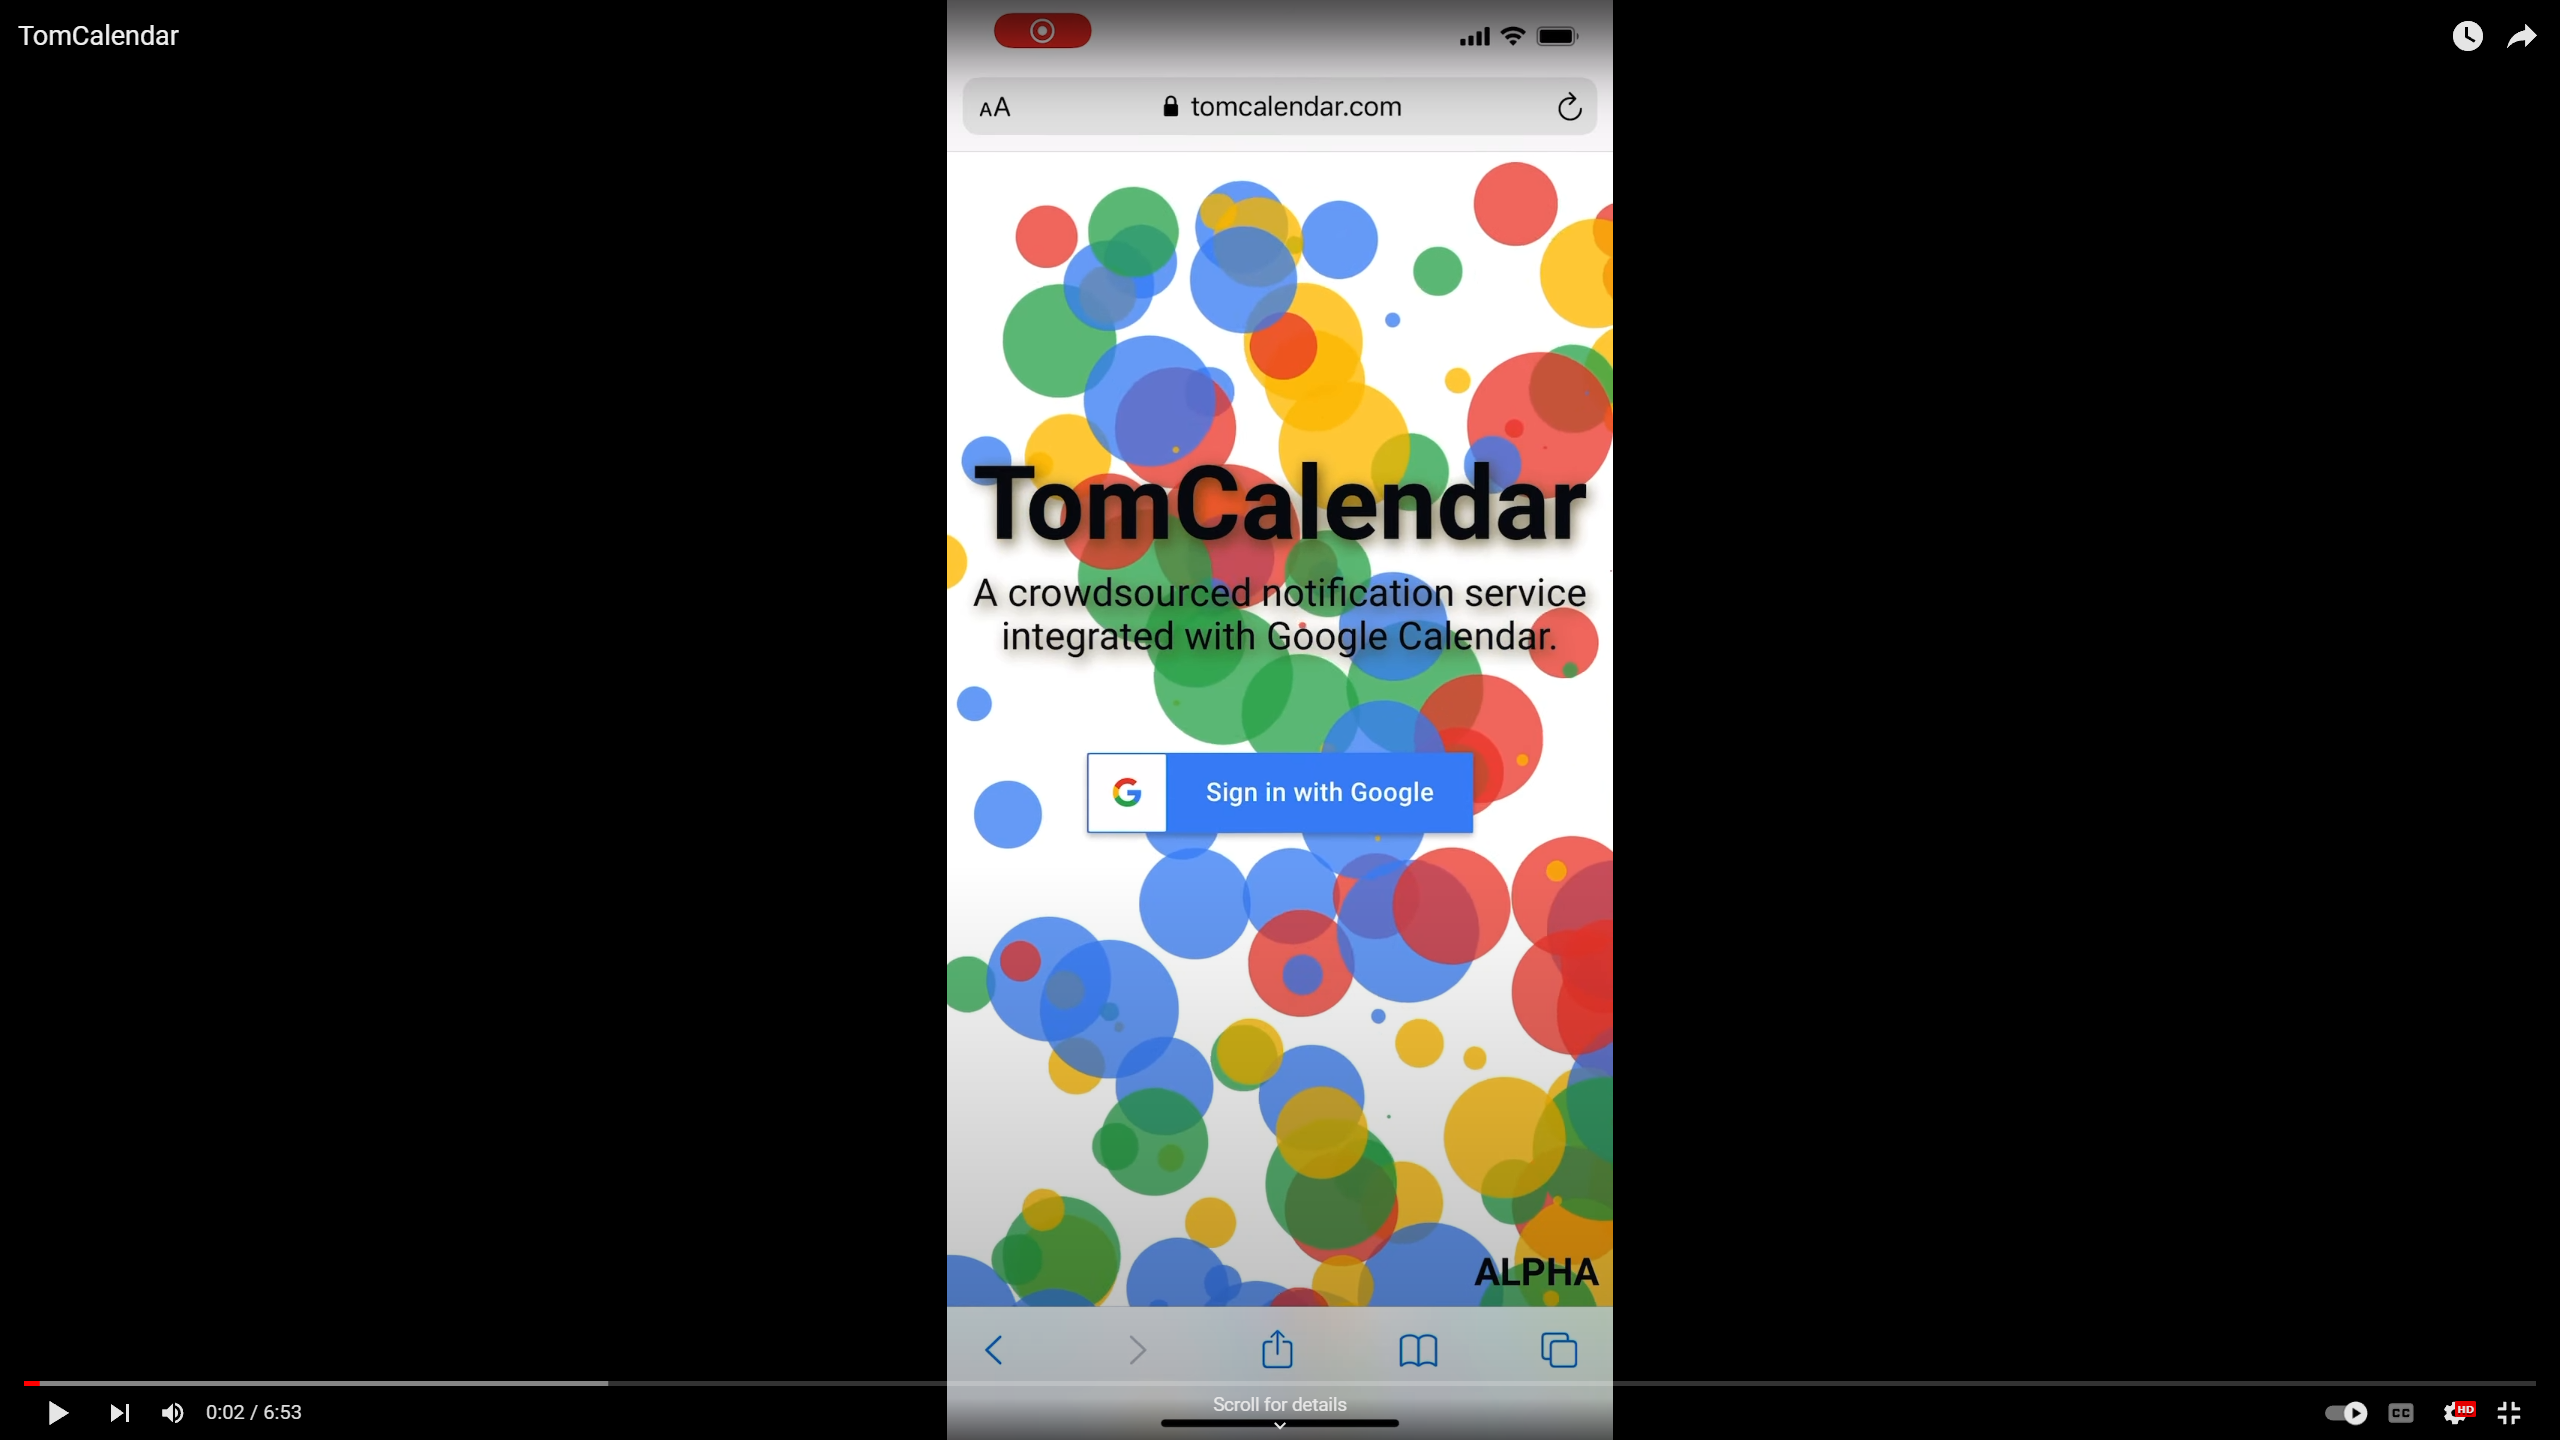 TomCalendar
AA
tomcalendar.com
TomCalendar
A crowdsourced notification service
integrated with Google Calendar.
G
Sign in with Google
ALPHA
Scroll for details
0:02 / 6:53
CC
HD